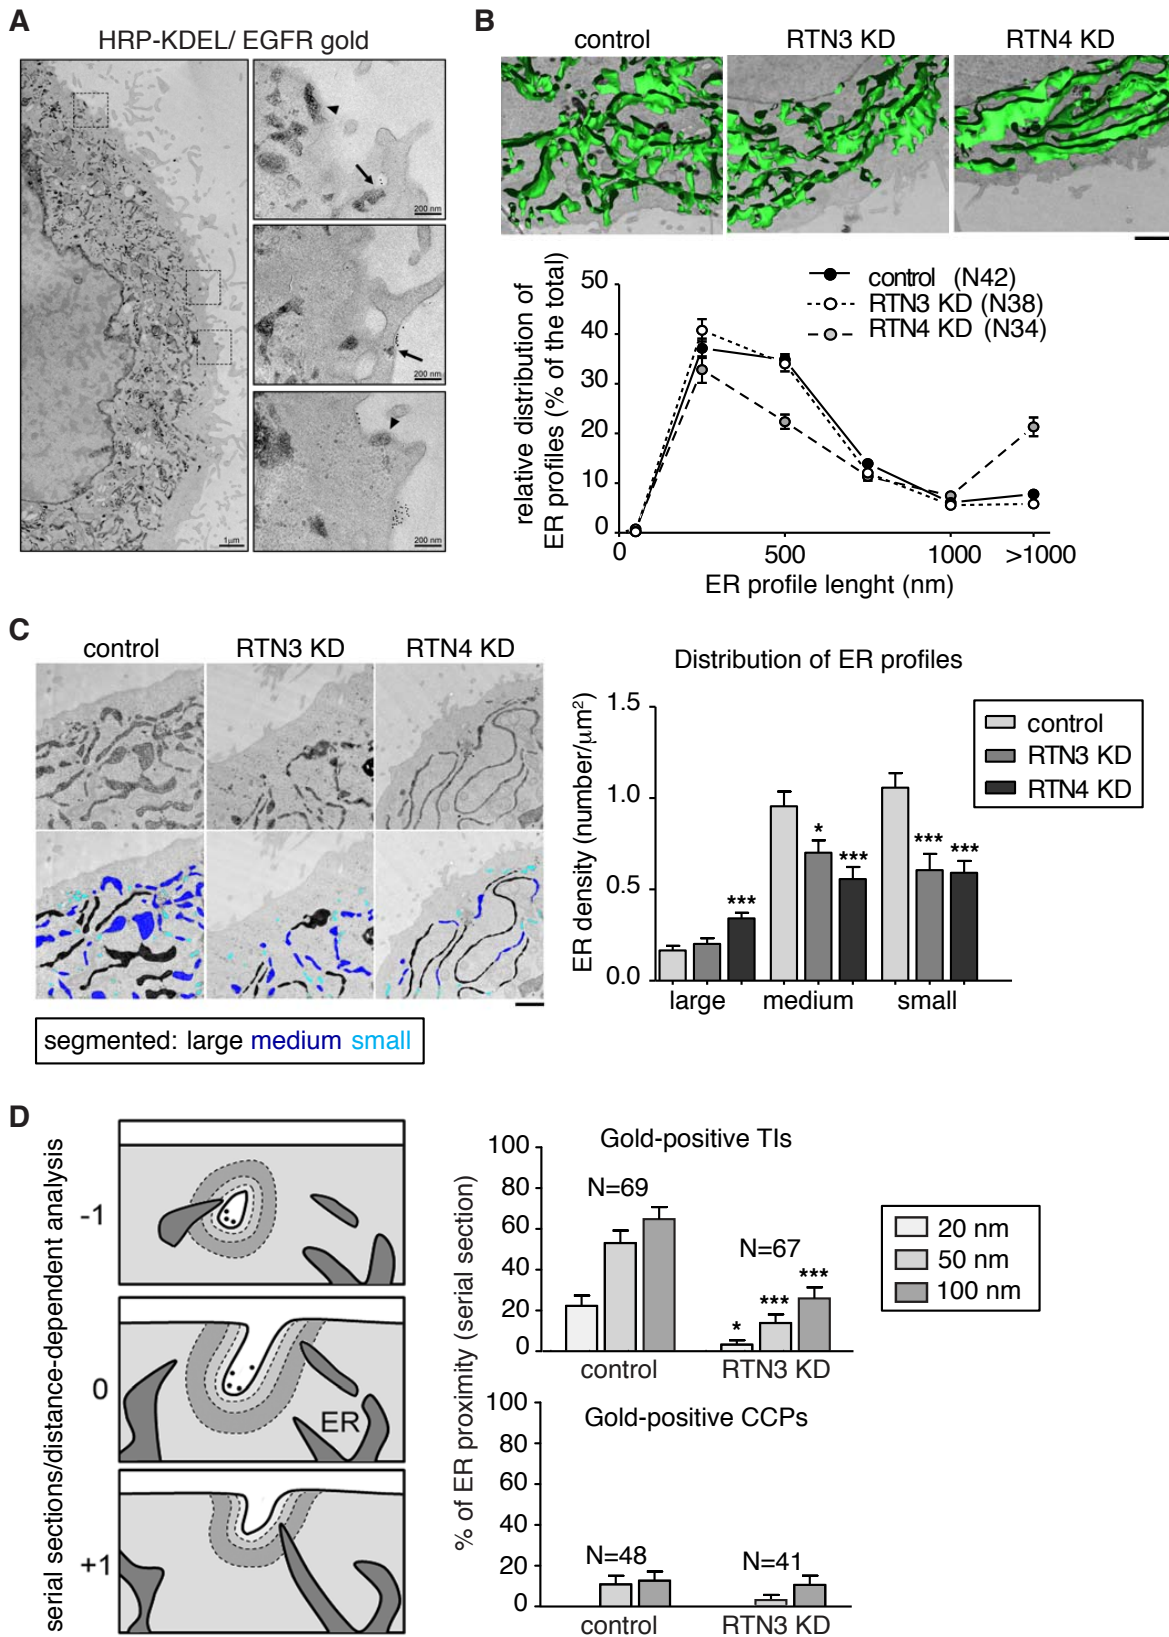 A
HRP-KDEL/ EGFR gold
200 nm
200 nm
1µm
200 nm
B
control
RTN3 KD
RTN4 KD
control (N42)
RTN3 KD (N38)
RTN4 KD (N34)
relative distribution of
ER profiles (% of the total)
50
40
30
20
10
0
0
500
1000
>1000
ER profile lenght (nm)
C
control
RTN3 KD
RTN4 KD
segmented: large medium small
Distribution of ER profiles
control
RTN3 KD
RTN4 KD
ER density (number/µm²)
1.5
1.0
0.5
0.0
***
*
***
***
***
large
medium
small
D
serial sections/distance-dependent analysis
-1
0
ER
+1
% of ER proximity (serial section)
Gold-positive TIs
100
80
60
40
20
0
N=69
N=67
*
***
***
control
RTN3 KD
20 nm
50 nm
100 nm
Gold-positive CCPs
100
80
60
40
20
0
N=48
N=41
control
RTN3 KD